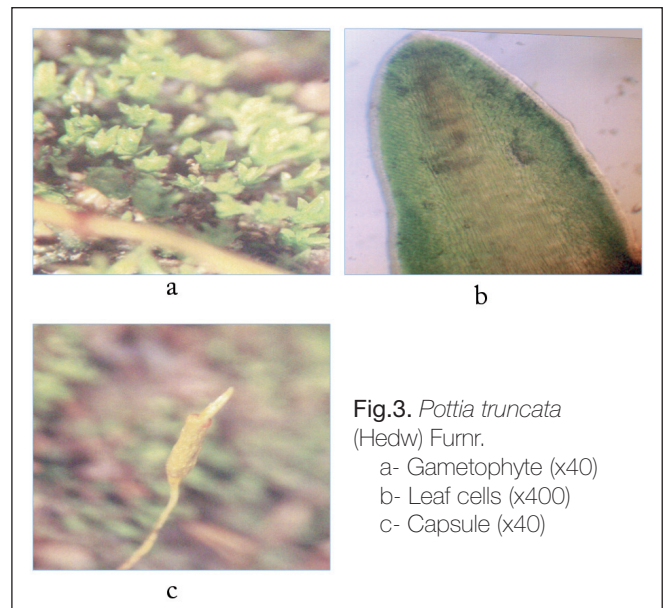 a
b
c
Fig.3. Pottia truncata
(Hedw) Furnr.
a- Gametophyte (x40)
b- Leaf cells (x400)
c- Capsule (x40)